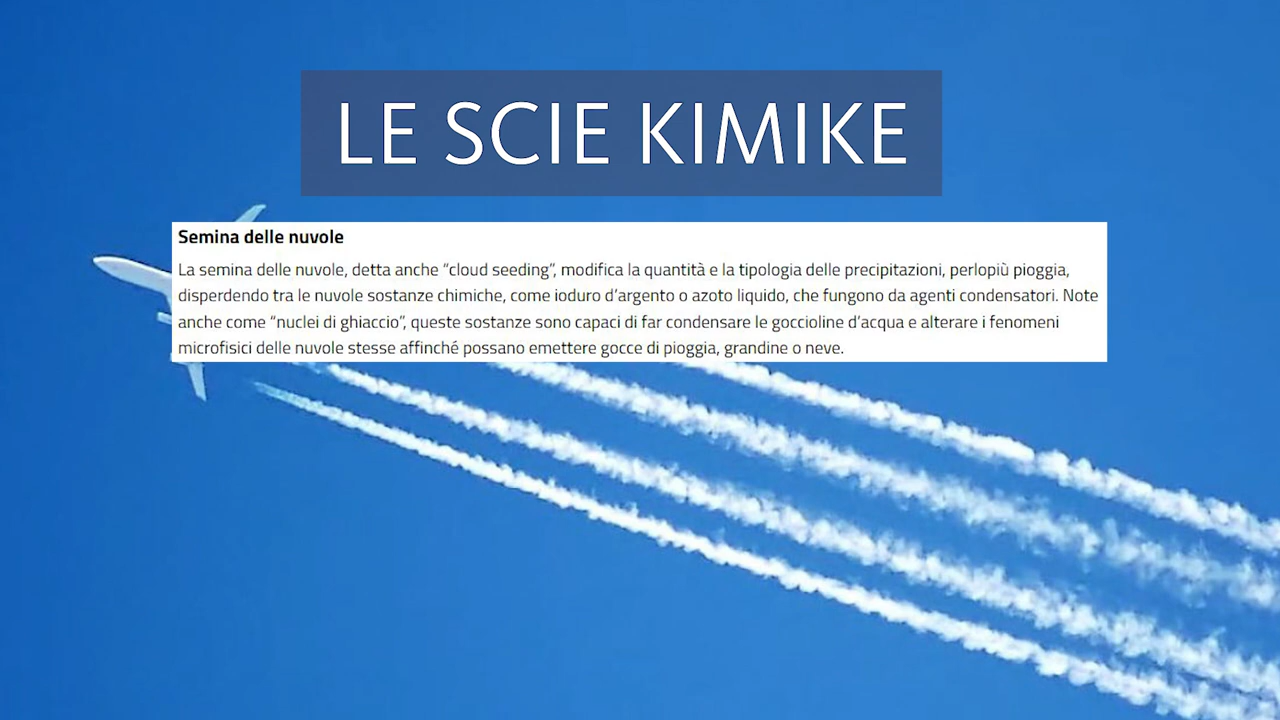 LE SCIE KIMIKE
Semina delle nuvole
La semina delle nuvole, detta anche “cloud seeding”, modifica la quantità e la tipologia delle precipitazioni, perlopiù pioggia,
disperdendo tra le nuvole sostanze chimiche, come ioduro d’argento o azoto liquido, che fungono da agenti condensatori. Note
anche come “nuclei di ghiaccio”, queste sostanze sono capaci di far condensare le goccioline d’acqua e alterare i fenomeni
microfisici delle nuvole stesse affinché possano emettere gocce di pioggia, grandine o neve.